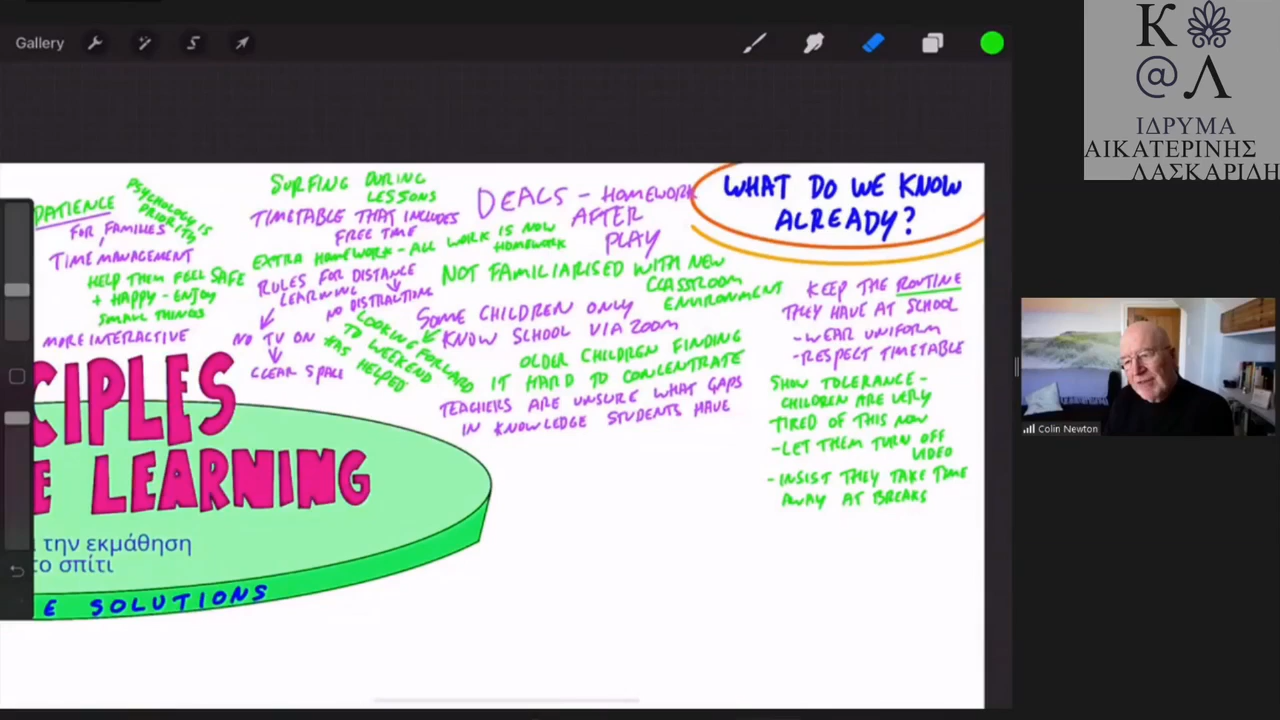 Gallery
Κ
@Λ
ΙΔΡΥΜΑ
ΑΙΚΑΤΕΡΙΝΗΣ
ΛΑΣΚΑΡΙΔΗ
WHAT DO WE KNOW
ALREADY?
PATIENCE
FOR FAMILIES
PSYCHOLOGY IS
PRIORITY
TIME MANAGEMENT
HELP THEM FEEL SAFE
+ HAPPY - ENJOY
SMALL THINGS
MORE INTERACTIVE
SURFING DURING
LESSONS
TIMETABLE THAT INCLUDES
FREE TIME
EXTRA HOMEWORK - ALL WORK IS NOW
HOMEWORK
RULES FOR DISTANCE
LEARNING
NO DISTRACTIONS
NO TV ON
CLEAR SPACE
LOOKING FORWARD
TO WEEKEND
HAS HELPED
DEALS - HOMEWORK
AFTER
PLAY
NOT FAMILIARISED WITH NEW
CLASSROOM
ENVIRONMENT
SOME CHILDREN ONLY
KNOW SCHOOL VIA ZOOM
OLDER CHILDREN FINDING
IT HARD TO CONCENTRATE
TEACHERS ARE UNSURE WHAT GAPS
IN KNOWLEDGE STUDENTS HAVE
KEEP THE ROUTINE
THEY HAVE AT SCHOOL
- WEAR UNIFORM
- RESPECT TIMETABLE
SHOW TOLERANCE -
CHILDREN ARE VERY
TIRED OF THIS NOW
- LET THEM TURN OFF
VIDEO
- INSIST THEY TAKE TIME
AWAY AT BREAKS
CIPLES
E LEARNING
την εκμάθηση
το σπίτι
E SOLUTIONS
Colin Newton